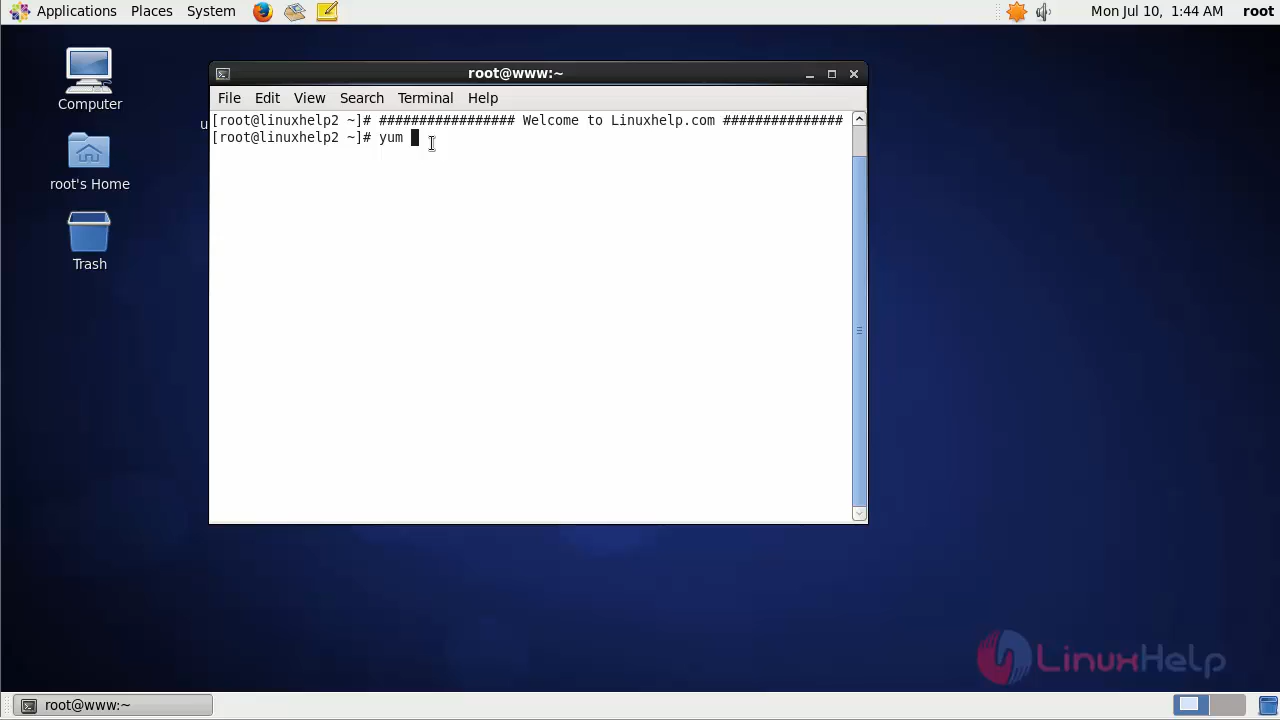 Applications Places System Mon Jul 10, 1:44 AM root
root@www:~
File Edit View Search Terminal Help
[root@linuxhelp2 ~]# ################# Welcome to Linuxhelp.com ###############
[root@linuxhelp2 ~]# yum
Computer
u
root's Home
Trash
LinuxHelp
root@www:~